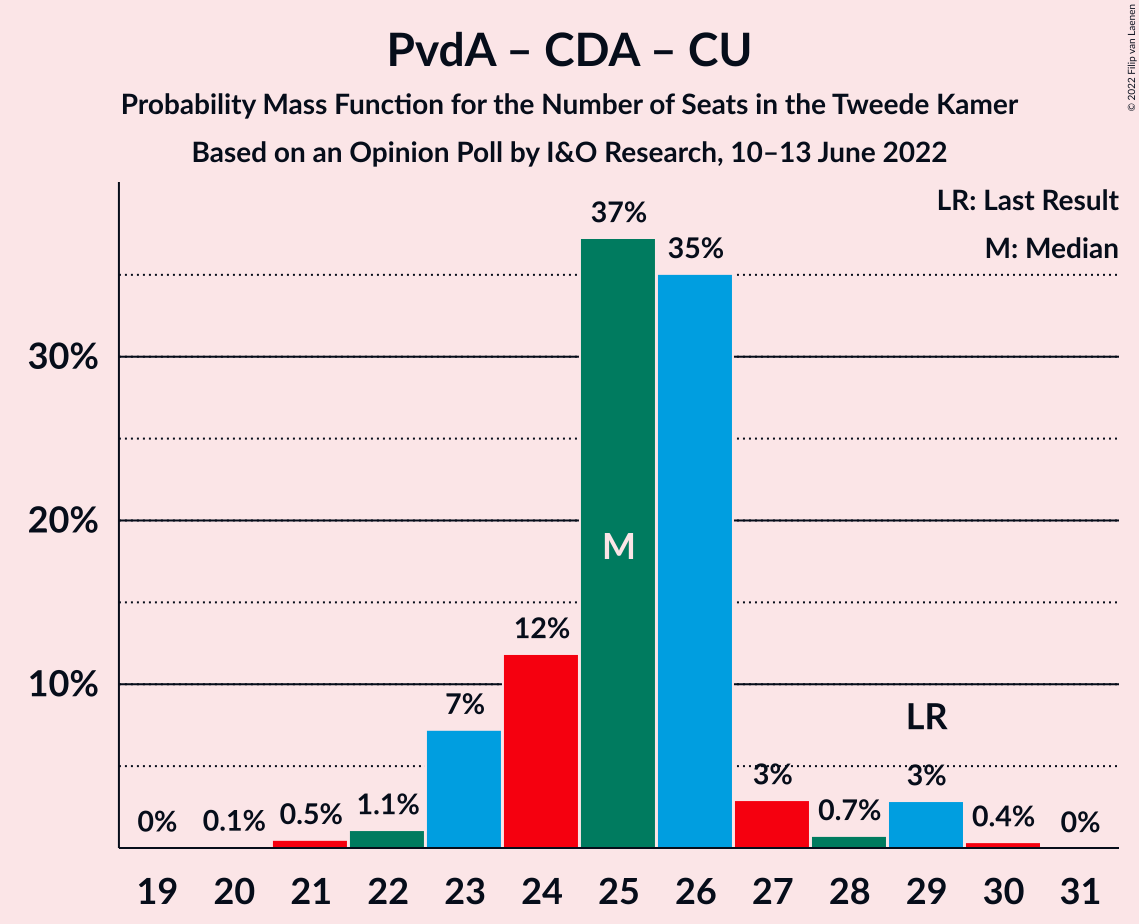 PvdA – CDA – CU
Probability Mass Function for the Number of Seats in the Tweede Kamer
Based on an Opinion Poll by I&O Research, 10–13 June 2022
© 2022 Filip van Laenen
LR: Last Result
M: Median
37%
35%
30%
20%
M
12%
10%
7%
LR
3%
3%
0%
0.1%
0.5%
1.1%
0.7%
0.4%
0%
19 20 21 22 23 24 25 26 27 28 29 30 31